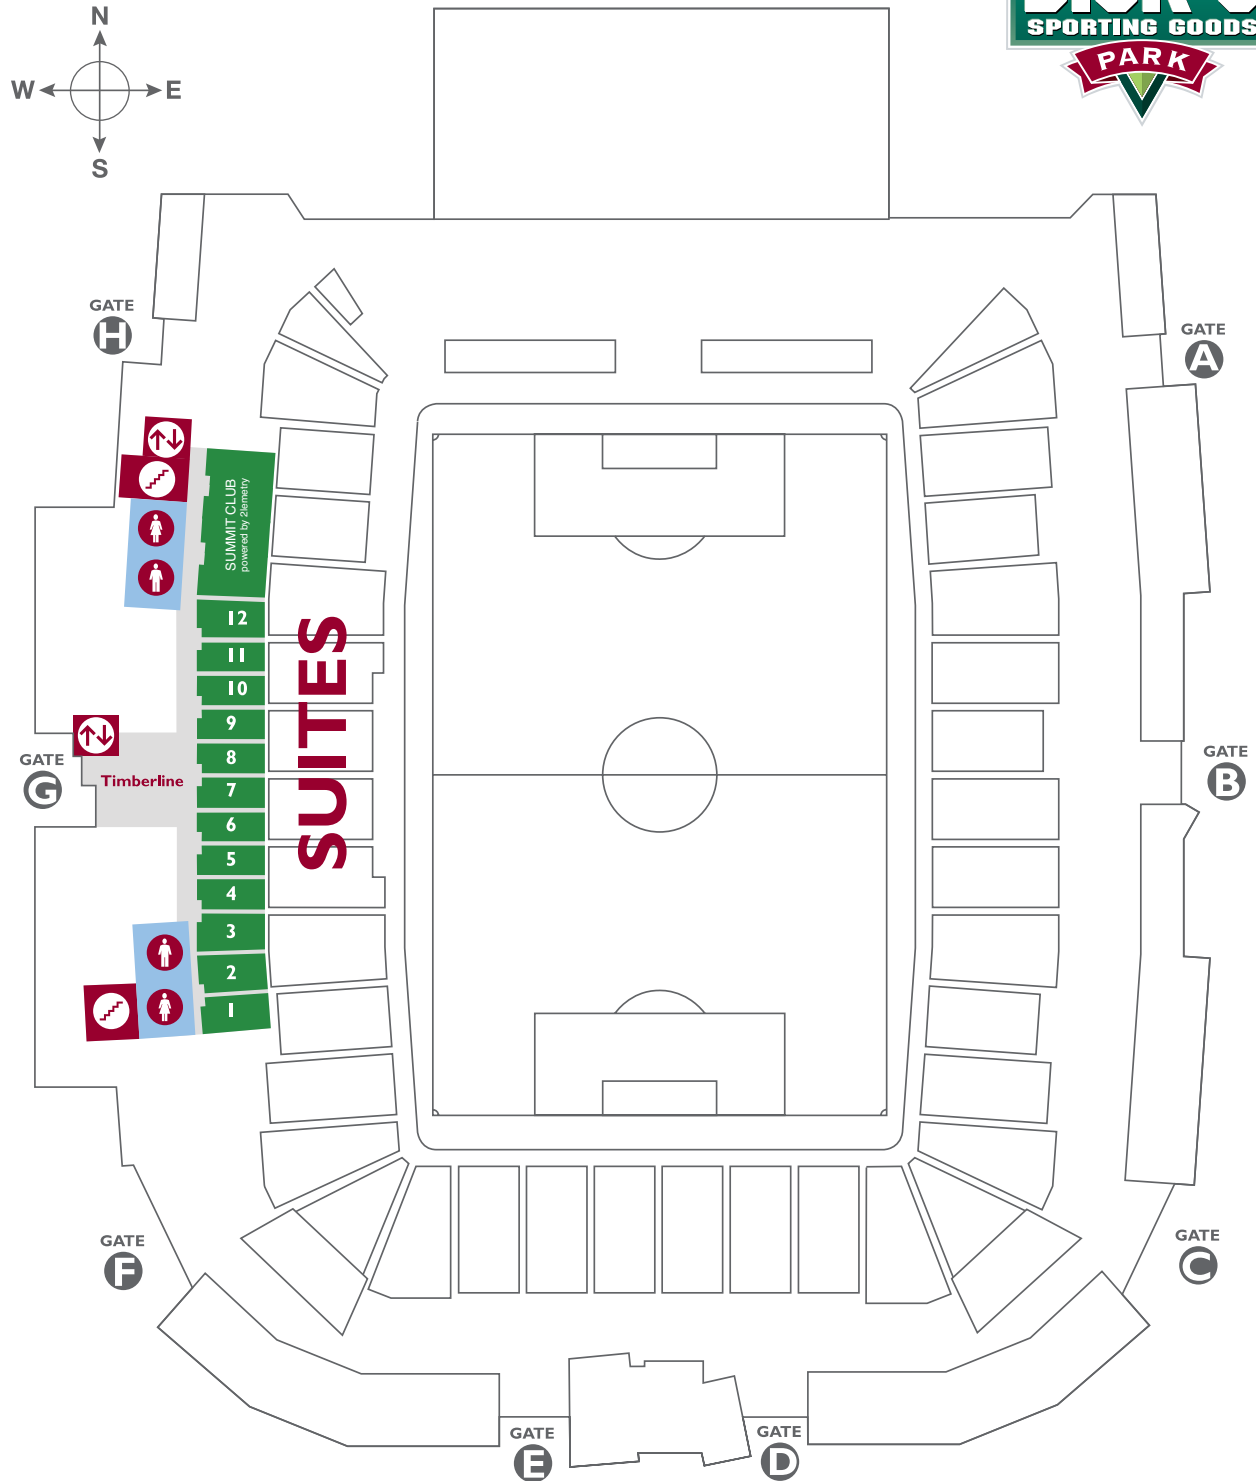 N
W
E
S
SPORTING GOODS
PARK
GATE
H
GATE
A
SUMMIT CLUB
powered by 2lemetry
12
11
10
9
8
7
6
5
4
3
2
1
SUITES
Timberline
GATE
G
GATE
B
GATE
F
GATE
C
GATE
E
GATE
D